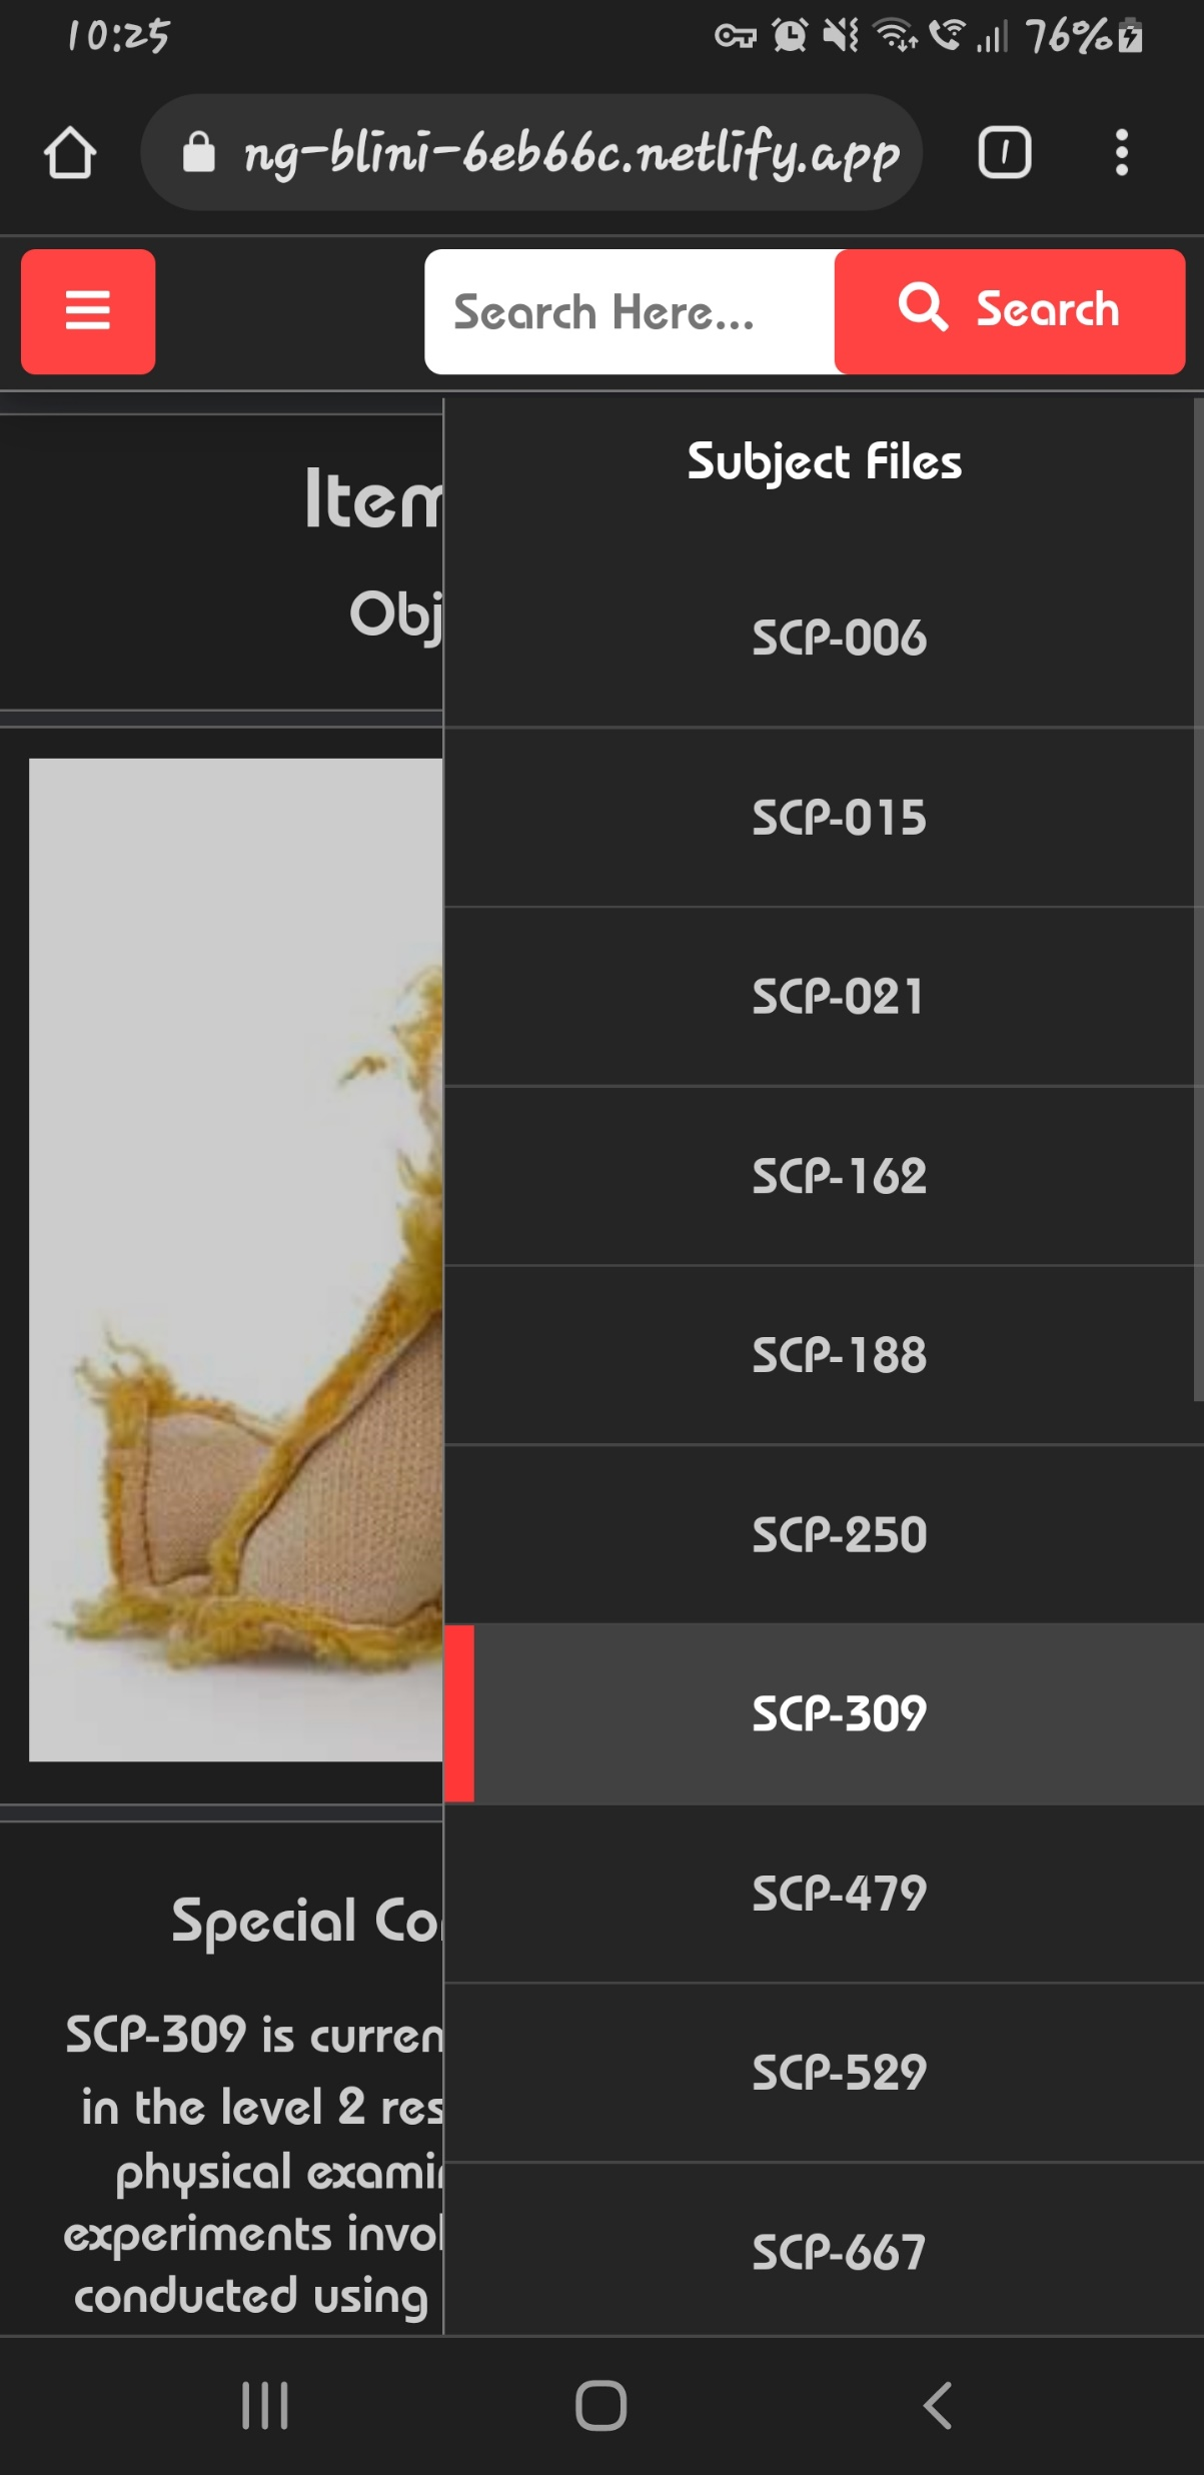 10:25
76%
ng-blini-6eb66c.netlify.app
1
Search Here...
Search
Subject Files
Item
Obj
SCP-006
SCP-015
SCP-021
SCP-162
SCP-188
SCP-250
SCP-309
SCP-479
SCP-529
SCP-667
Special Co
SCP-309 is curren
in the level 2 res
physical examin
experiments invol
conducted using